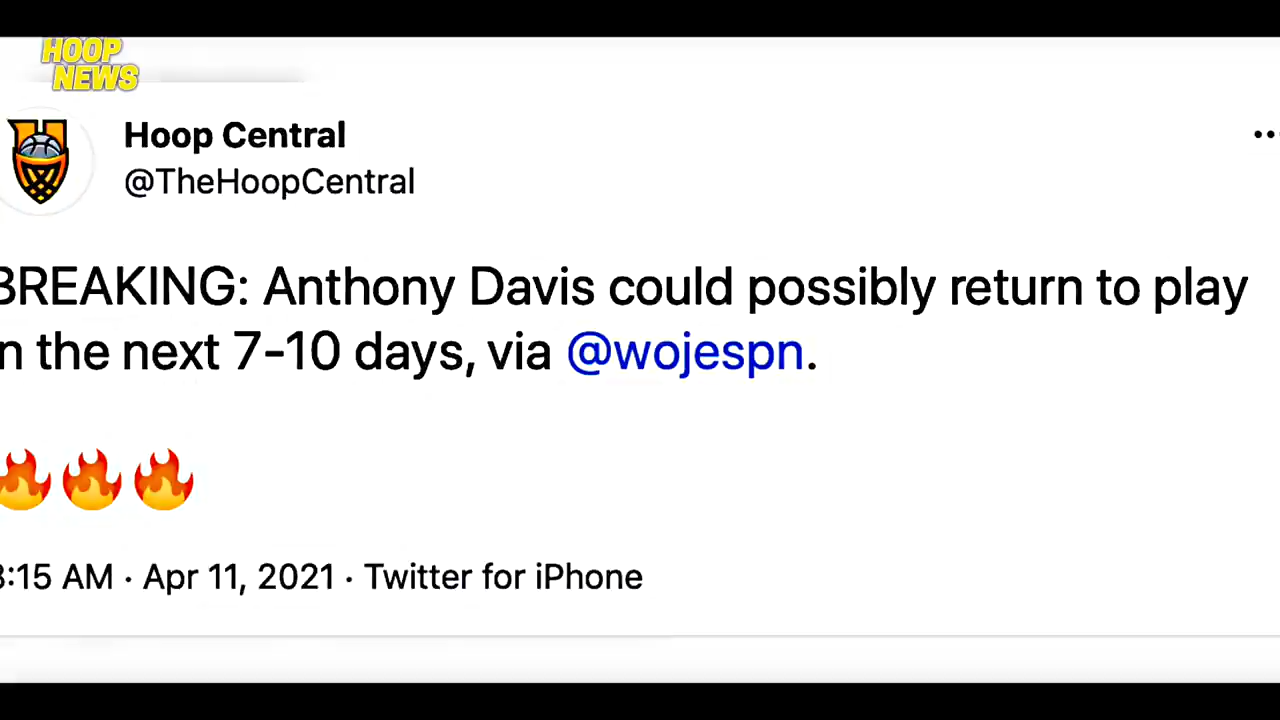 HOOP
NEWS
Hoop Central
@TheHoopCentral
BREAKING: Anthony Davis could possibly return to play
n the next 7-10 days, via @wojespn.
🔥🔥🔥
:15 AM · Apr 11, 2021 · Twitter for iPhone